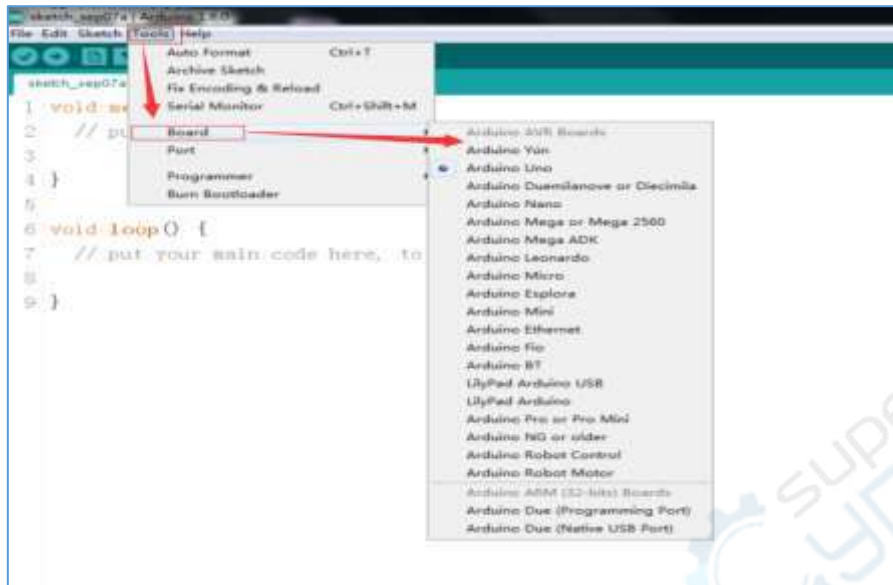 sketch_sep07a | Arduino 1.6.0
File Edit Sketch Tools Help
sketch_sep07a
Auto Format Ctrl+T
Archive Sketch
Fix Encoding & Reload
Serial Monitor Ctrl+Shift+M
Board
Port
Programmer
Burn Bootloader
1 void
2 // pu
3
4 }
5
6 void loop() {
7 // put your main code here, to
8
9 }
Arduino AVR Boards
Arduino Yún
Arduino Uno
Arduino Duemilanove or Diecimila
Arduino Nano
Arduino Mega or Mega 2560
Arduino Mega ADK
Arduino Leonardo
Arduino Micro
Arduino Esplora
Arduino Mini
Arduino Ethernet
Arduino Fio
Arduino BT
LilyPad Arduino USB
LilyPad Arduino
Arduino Pro or Pro Mini
Arduino NG or older
Arduino Robot Control
Arduino Robot Motor
Arduino ARM (32-bits) Boards
Arduino Due (Programming Port)
Arduino Due (Native USB Port)